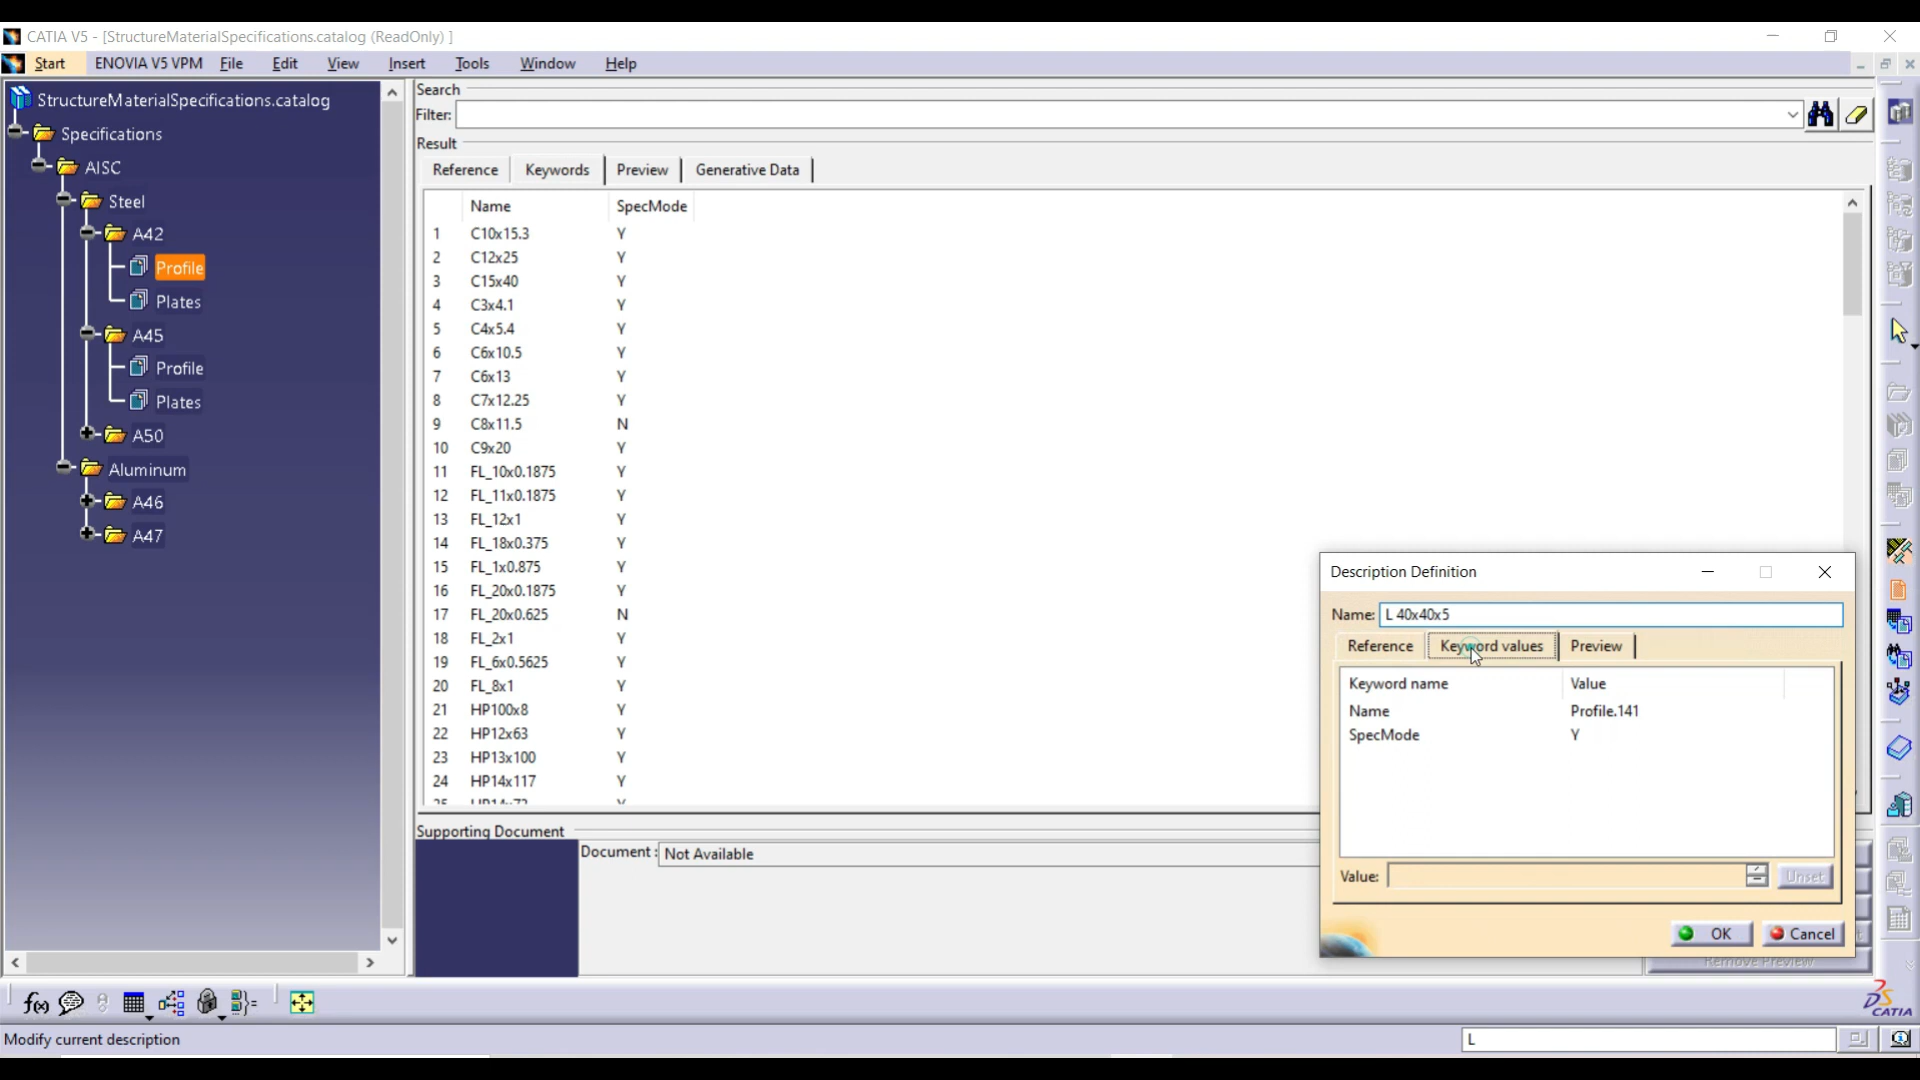 CATIA V5 - [StructureMaterialSpecifications.catalog (ReadOnly) ]
Start ENOVIA V5 VPM File Edit View Insert Tools Window Help
StructureMaterialSpecifications.catalog
Specifications
AISC
Steel
A42
Profile
Plates
A45
Profile
Plates
A50
Aluminum
A46
A47
Search
Filter:
Result
Reference Keywords Preview Generative Data
Name SpecMode
1 C10x15.3 Y
2 C12x25 Y
3 C15x40 Y
4 C3x4.1 Y
5 C4x5.4 Y
6 C6x10.5 Y
7 C6x13 Y
8 C7x12.25 Y
9 C8x11.5 N
10 C9x20 Y
11 FL_10x0.1875 Y
12 FL_11x0.1875 Y
13 FL_12x1 Y
14 FL_18x0.375 Y
15 FL_1x0.875 Y
16 FL_20x0.1875 Y
17 FL_20x0.625 N
18 FL_2x1 Y
19 FL_6x0.5625 Y
20 FL_8x1 Y
21 HP100x8 Y
22 HP12x63 Y
23 HP13x100 Y
24 HP14x117 Y
Supporting Document
Document : Not Available
Description Definition
Name: L 40x40x5
Reference Keyword values Preview
Keyword name Value
Name Profile.141
SpecMode Y
Value: Unset
OK Cancel
Remove Preview
f(x)
CATIA
Modify current description
L